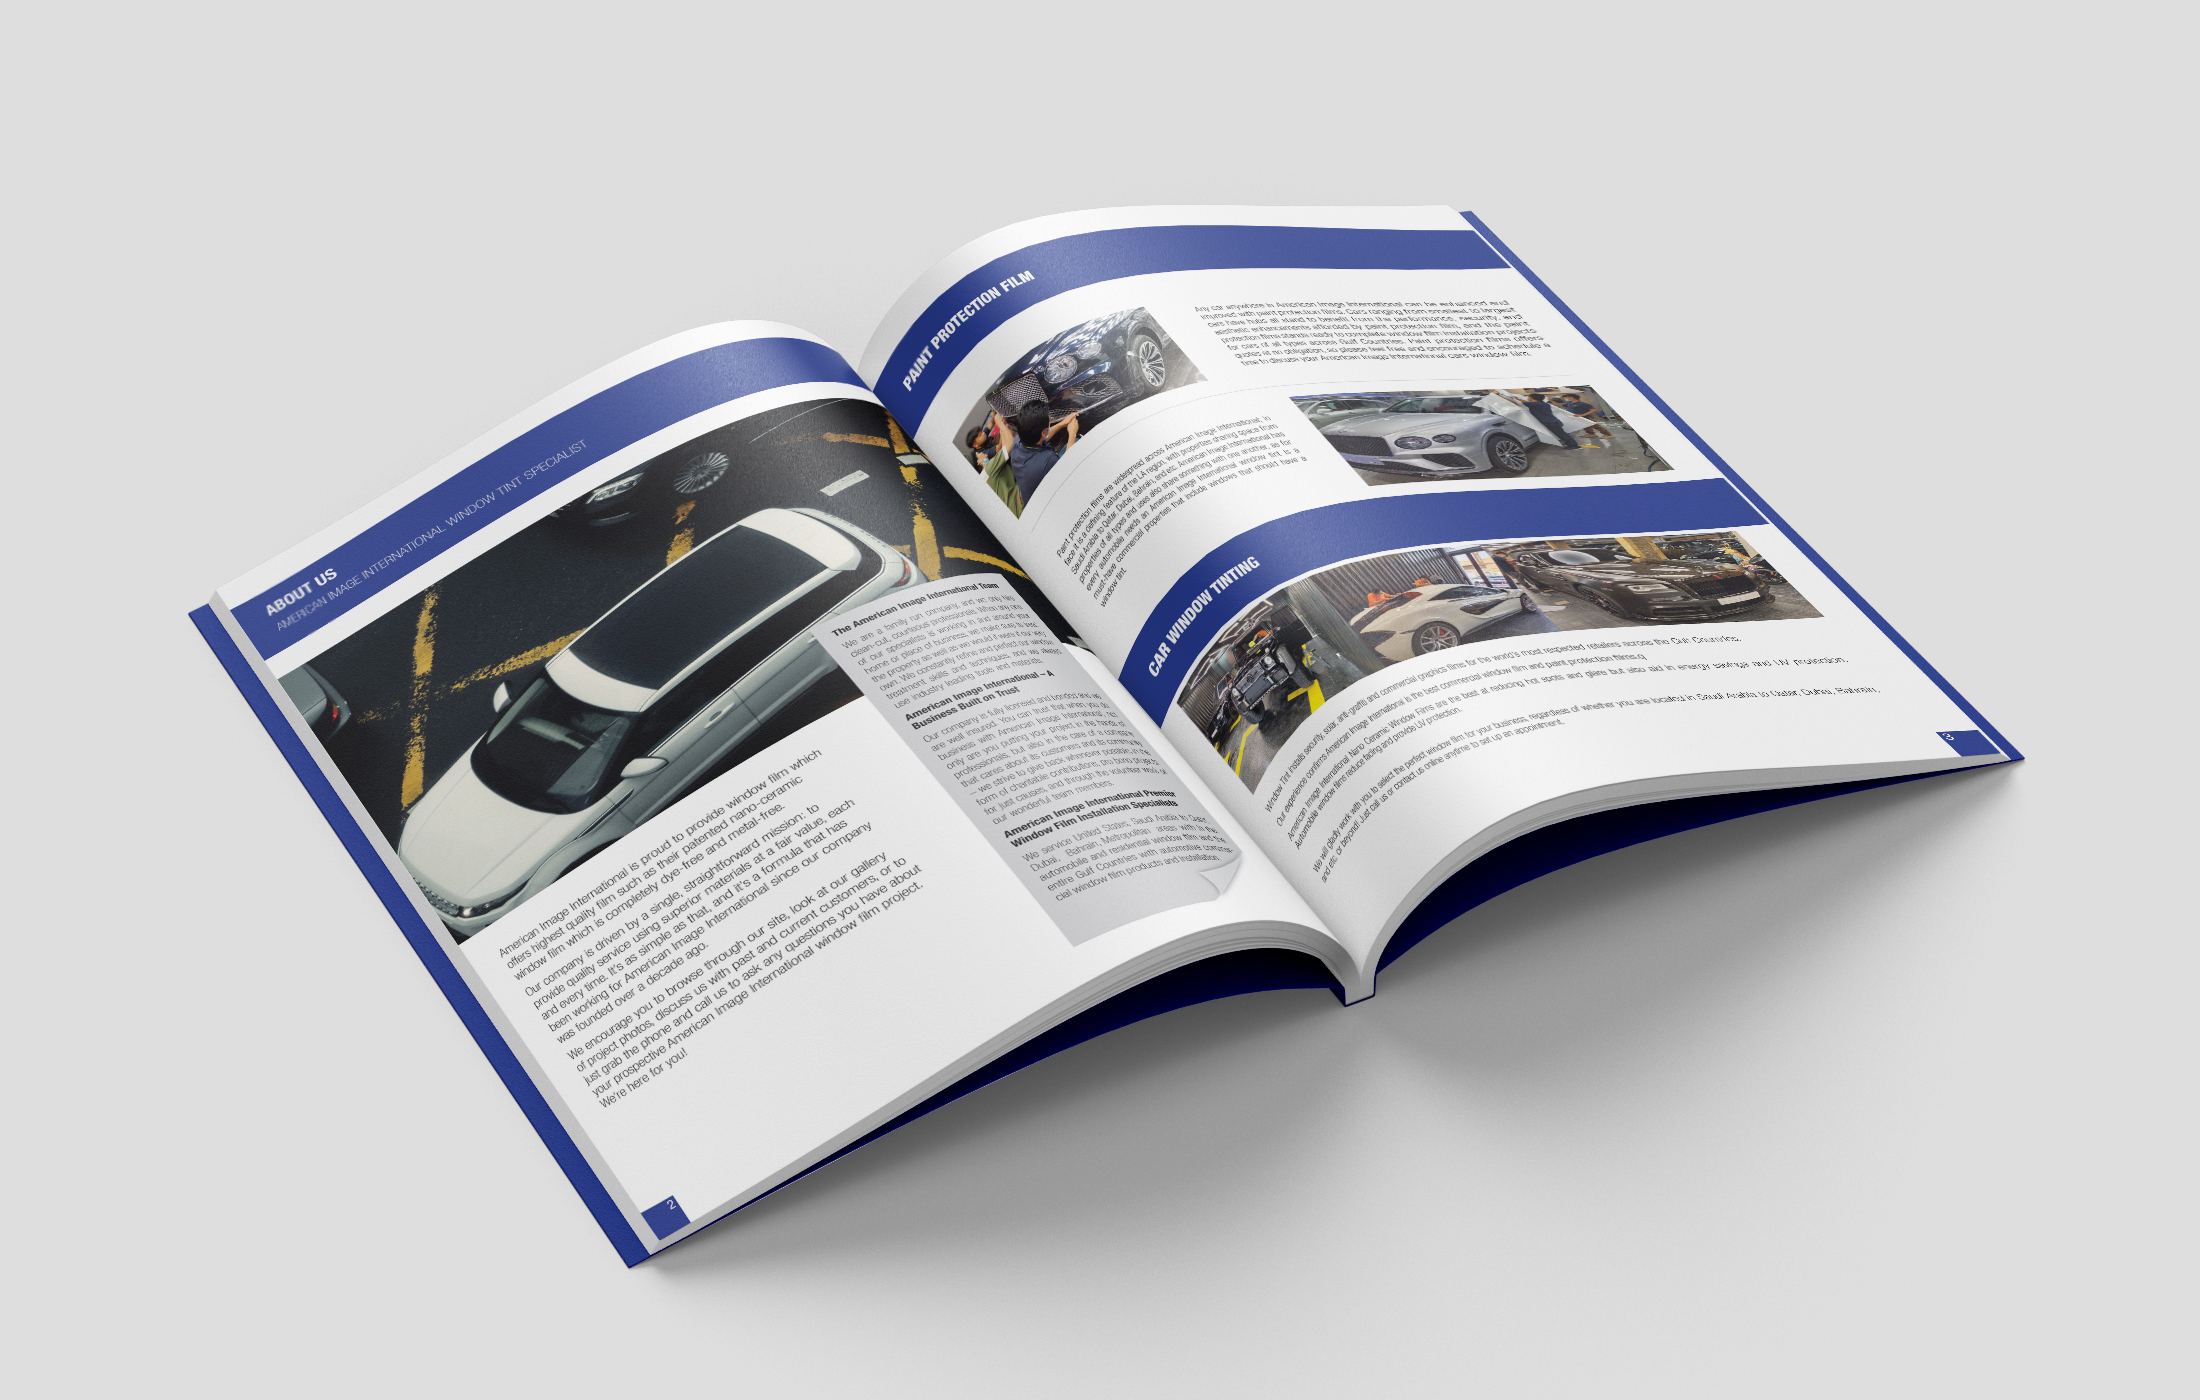 ABOUT US
AMERICAN IMAGE INTERNATIONAL WINDOW TINT SPECIALIST
American Image International is proud to provide window film which
offers highest quality film, such as their patented nano-ceramic
window film which is completely dye-free and metal-free.
Our company is driven by a single, straightforward mission: to
provide quality service using superior materials at a fair value, each
and every time. It's as simple as that, and it's a formula that has
been working for American Image International since our company
was founded over a decade ago.
We encourage you to browse through our site, look at our gallery
of project photos, discuss us with past and current customers, or to
just grab the phone and call us to ask any questions you have about
your prospective American Image International window film project.
We're here for you!
The American Image International Team
We are a family run company, and we only hire
clean-cut, courteous professionals. When any one
of our specialists is working in and around your
home or place of business, we make sure to treat
the property as well as we would if it were our very
own. We constantly refine and perfect our window
treatment skills and techniques, and we always
use industry leading tools and materials.
American Image International – A
Business Built on Trust
Our company is fully licensed and bonded and we
are well insured. You can trust that when you do
business with American Image International, not
only are you putting your project in the hands of
professionals, but also in the care of a company
that cares about its customers and its community
– we strive to give back whenever possible, in the
form of charitable contributions, pro bono projects
for just causes, and through the volunteer work of
our wonderful team members.
American Image International Premier
Window Film Installation Specialists
We service United States, Saudi Arabia to Qatar,
Dubai, Bahrain, Metropolitan areas with
automobile and residential window film and the
entire Gulf Countries with automotive commer-
cial window film products and installation.
2
PAINT PROTECTION FILM
Any car anywhere in American Image International can be enhanced and
improved with paint protection films. Cars ranging from smallest to largest
cars have hubs all stand to benefit from the performance, security, and
aesthetic enhancements afforded by paint protection film, and the paint
protection films stands ready to complete window film installation projects
for cars of all types across Gulf Countries. Paint protection films offers
quotes at no obligation, so please feel free and encouraged to schedule a
time to discuss your American Image International cars window film.
Paint protection films are widespread across American Image International; in
face it is a defining feature of the LA region, with properties sharing space from
Saudi Arabia to Qatar, Dubai, Bahrain, and etc. American Image International has
properties of all types and uses also share something with one another, as for
every automobile needs an American Image International window tint is a
must-have commercial properties that include windows that should have a
window tint.
CAR WINDOW TINTING
Window Tint installs security, solar, anti-graffiti and commercial graphics films for the world's most respected retailers across the Gulf Countries.
Our experience confirms American Image International is the best commercial window film and paint protection films.q
American Image International Nano Ceramic Window Films are the best at reducing hot spots and glare but also aid in energy savings and UV protection.
Automobile window films reduce fading and provide UV protection.
We will gladly work with you to select the perfect window film for your business, regardless of whether you are located in Saudi Arabia to Qatar, Dubai, Bahrain,
and etc or beyond! Just call us or contact us online anytime to set up an appointment.
3